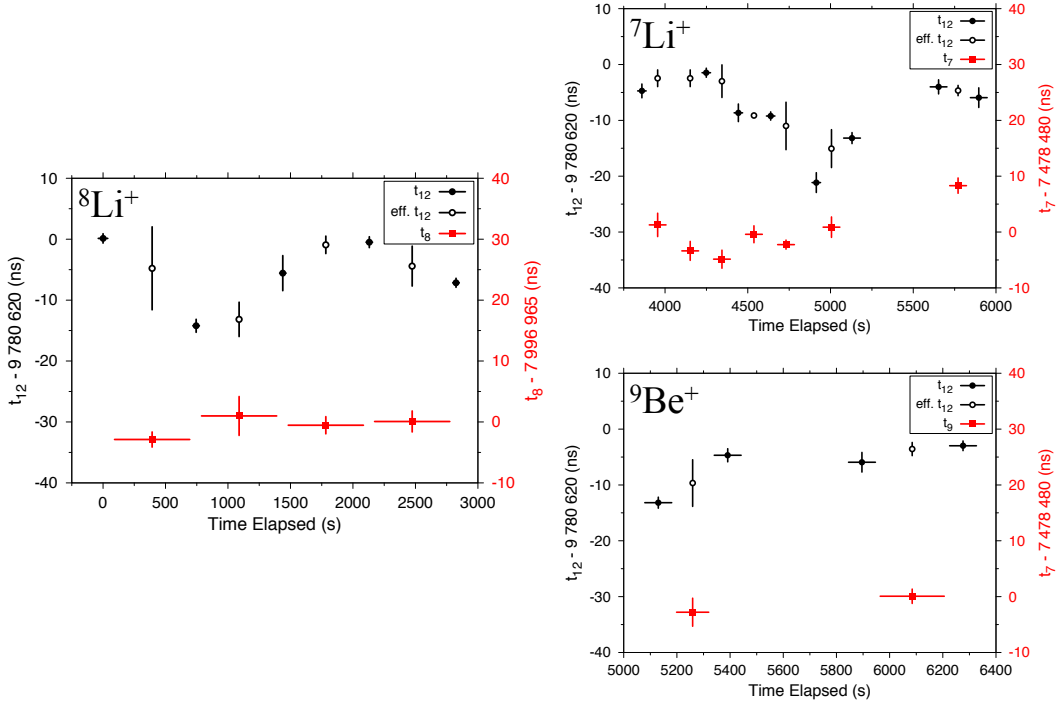 ⁸Li⁺
t₁₂
eff. t₁₂
t₈
t₁₂ - 9 780 620 (ns)
10
0
-10
-20
-30
-40
40
30
20
10
0
-10
t₈ - 7 996 965 (ns)
0 500 1000 1500 2000 2500 3000
Time Elapsed (s)
⁷Li⁺
t₁₂
eff. t₁₂
t₇
t₁₂ - 9 780 620 (ns)
10
0
-10
-20
-30
-40
40
30
20
10
0
-10
t₇ - 7 478 480 (ns)
4000 4500 5000 5500 6000
Time Elapsed (s)
⁹Be⁺
t₁₂
eff. t₁₂
t₉
t₁₂ - 9 780 620 (ns)
10
0
-10
-20
-30
-40
40
30
20
10
0
-10
t₇ - 7 478 480 (ns)
5000 5200 5400 5600 5800 6000 6200 6400
Time Elapsed (s)